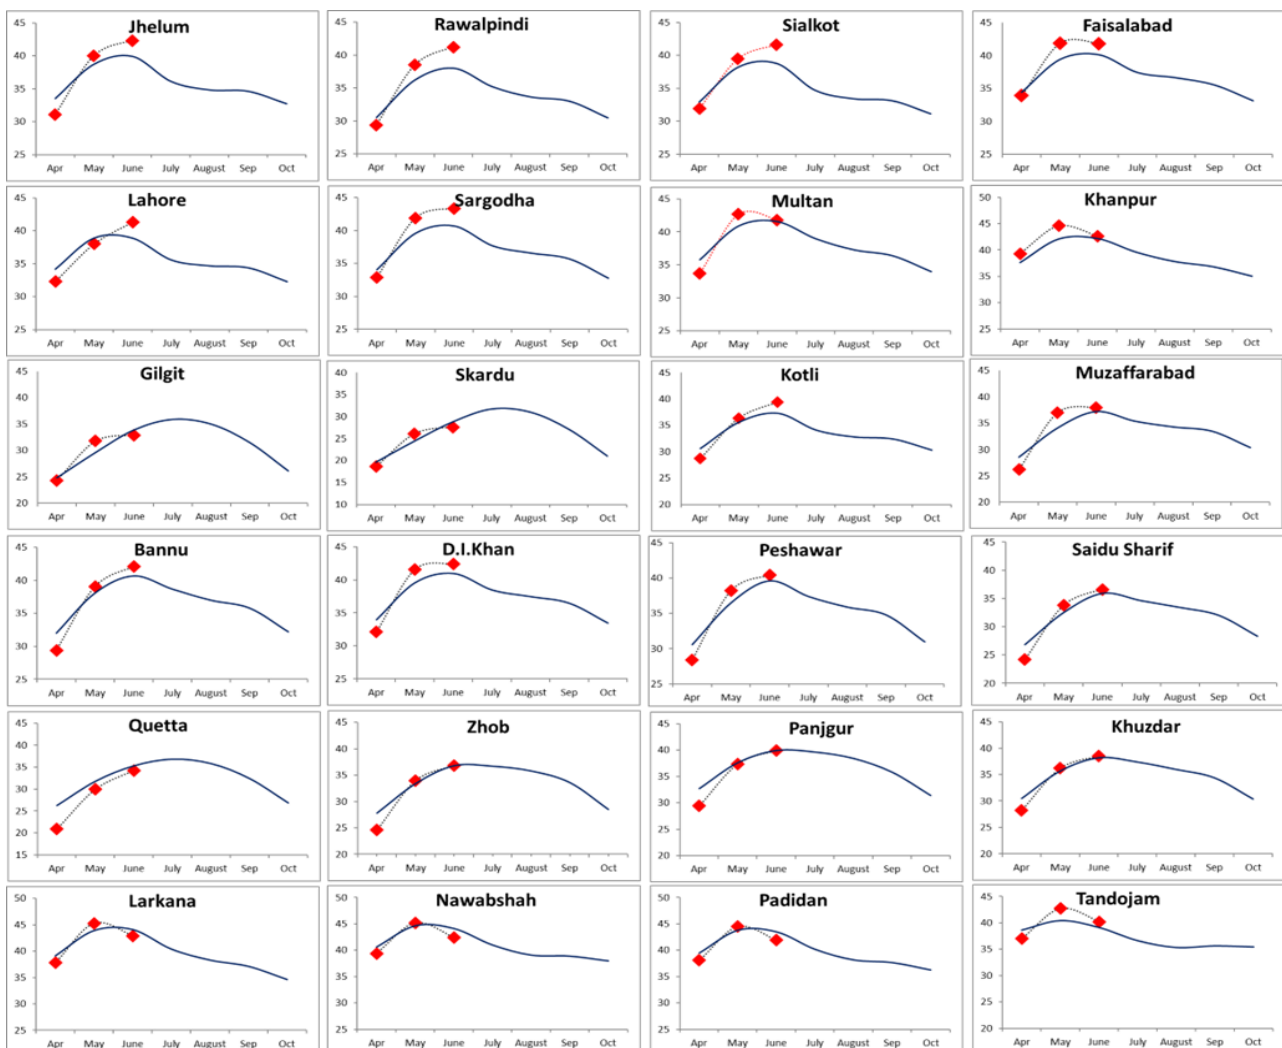 Jhelum
45
40
35
30
25
Apr May June July August Sep Oct
Rawalpindi
45
40
35
30
25
Apr May June July August Sep Oct
Sialkot
45
40
35
30
25
Apr May June July August Sep Oct
Faisalabad
45
40
35
30
25
Apr May June July August Sep Oct
Lahore
45
40
35
30
25
Apr May June July August Sep Oct
Sargodha
45
40
35
30
25
Apr May June July August Sep Oct
Multan
45
40
35
30
25
Apr May June July August Sep Oct
Khanpur
50
45
40
35
30
25
Apr May June July August Sep Oct
Gilgit
45
40
35
30
25
20
Apr May June July August Sep Oct
Skardu
40
35
30
25
20
15
10
Apr May June July August Sep Oct
Kotli
45
40
35
30
25
20
Apr May June July August Sep Oct
Muzaffarabad
45
40
35
30
25
20
Apr May June July August Sep Oct
Bannu
45
40
35
30
25
Apr May June July August Sep Oct
D.I.Khan
45
40
35
30
25
Apr May June July August Sep Oct
Peshawar
45
40
35
30
25
Apr May June July August Sep Oct
Saidu Sharif
45
40
35
30
25
20
Apr May June July August Sep Oct
Quetta
45
40
35
30
25
20
15
Apr May June July August Sep Oct
Zhob
45
40
35
30
25
20
Apr May June July August Sep Oct
Panjgur
45
40
35
30
25
20
Apr May June July August Sep Oct
Khuzdar
45
40
35
30
25
20
Apr May June July August Sep Oct
Larkana
50
45
40
35
30
25
Apr May June July August Sep Oct
Nawabshah
50
45
40
35
30
25
Apr May June July August Sep Oct
Padidan
50
45
40
35
30
25
Apr May June July August Sep Oct
Tandojam
45
40
35
30
25
20
Apr May June July August Sep Oct